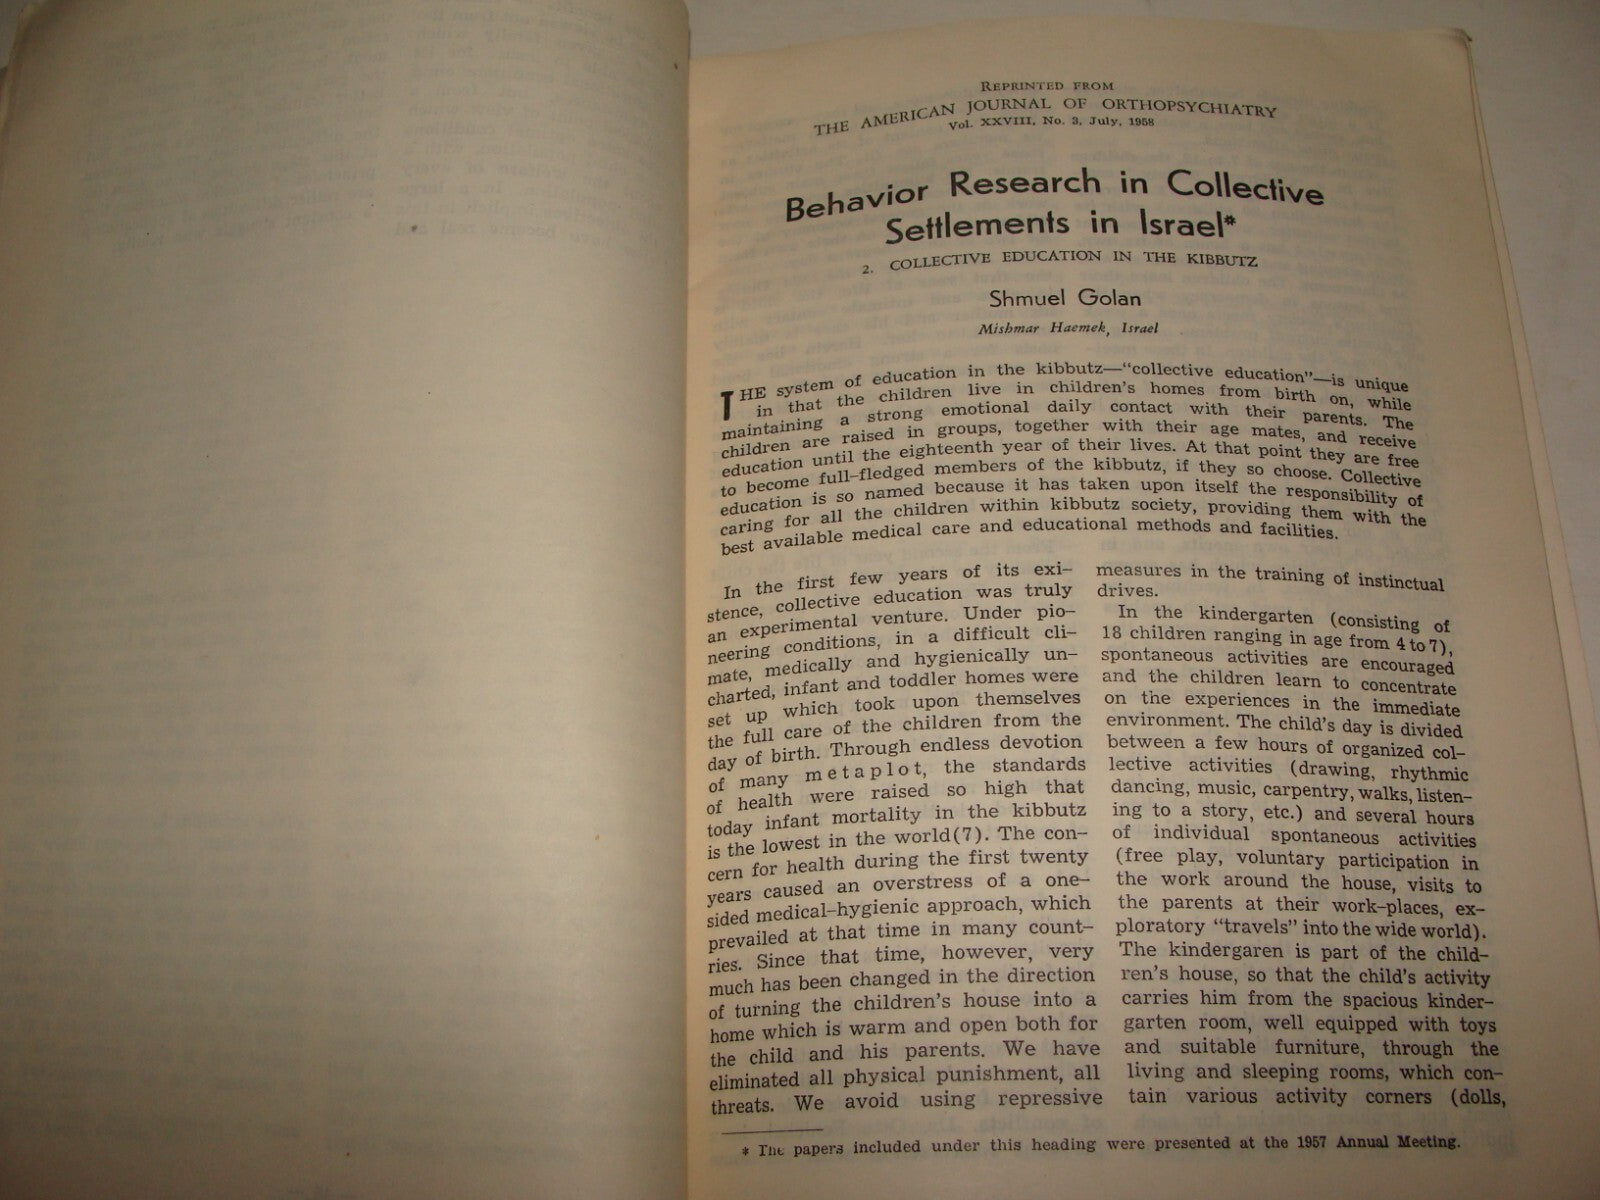 REPRINTED FROM
THE AMERICAN JOURNAL OF ORTHOPSYCHIATRY
Vol. XXVIII, No. 3, July, 1958
Behavior Research in Collective
Settlements in Israel*
2. COLLECTIVE EDUCATION IN THE KIBBUTZ
Shmuel Golan
Mishmar Haemek, Israel
THE system of education in the kibbutz—“collective education”—is unique
in that the children live in children's homes from birth on, while
maintaining a strong emotional daily contact with their parents. The
children are raised in groups, together with their age mates, and receive
education until the eighteenth year of their lives. At that point they are free
to become full–fledged members of the kibbutz, if they so choose. Collective
education is so named because it has taken upon itself the responsibility of
caring for all the children within kibbutz society, providing them with the
best available medical care and educational methods and facilities.
In the first few years of its exi–
stence, collective education was truly
an experimental venture. Under pio–
neering conditions, in a difficult cli–
mate, medically and hygienically un–
charted, infant and toddler homes were
set up which took upon themselves
the full care of the children from the
day of birth. Through endless devotion
of many metaplot, the standards
of health were raised so high that
today infant mortality in the kibbutz
is the lowest in the world(7). The con–
cern for health during the first twenty
years caused an overstress of a one–
sided medical–hygienic approach, which
prevailed at that time in many count–
ries. Since that time, however, very
much has been changed in the direction
of turning the children's house into a
home which is warm and open both for
the child and his parents. We have
eliminated all physical punishment, all
threats. We avoid using repressive
measures in the training of instinctual
drives.
In the kindergarten (consisting of
18 children ranging in age from 4 to 7),
spontaneous activities are encouraged
and the children learn to concentrate
on the experiences in the immediate
environment. The child's day is divided
between a few hours of organized col–
lective activities (drawing, rhythmic
dancing, music, carpentry, walks, listen–
ing to a story, etc.) and several hours
of individual spontaneous activities
(free play, voluntary participation in
the work around the house, visits to
the parents at their work–places, ex–
ploratory “travels” into the wide world).
The kindergaren is part of the child–
ren's house, so that the child's activity
carries him from the spacious kinder–
garten room, well equipped with toys
and suitable furniture, through the
living and sleeping rooms, which con–
tain various activity corners (dolls,
* The papers included under this heading were presented at the 1957 Annual Meeting.